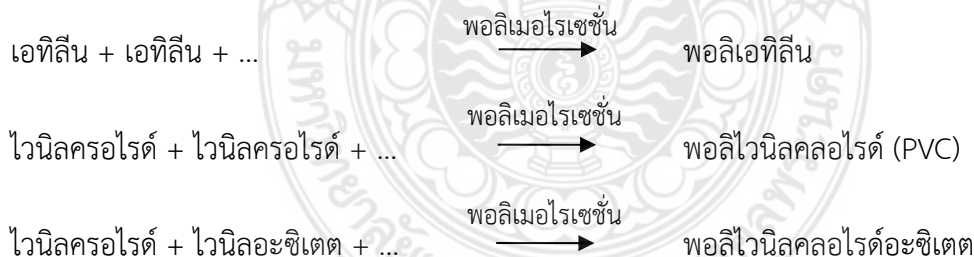 พอลิเมอไรเซชั่น
เอทิลีน + เอทิลีน + ... พอลิเอทิลีน
พอลิเมอไรเซชั่น
ไวนิลครอไรด์ + ไวนิลครอไรด์ + ... พอลิไวนิลคลอไรด์ (PVC)
พอลิเมอไรเซชั่น
ไวนิลครอไรด์ + ไวนิลอะซิเตต + ... พอลิไวนิลคลอไรด์อะซิเตต